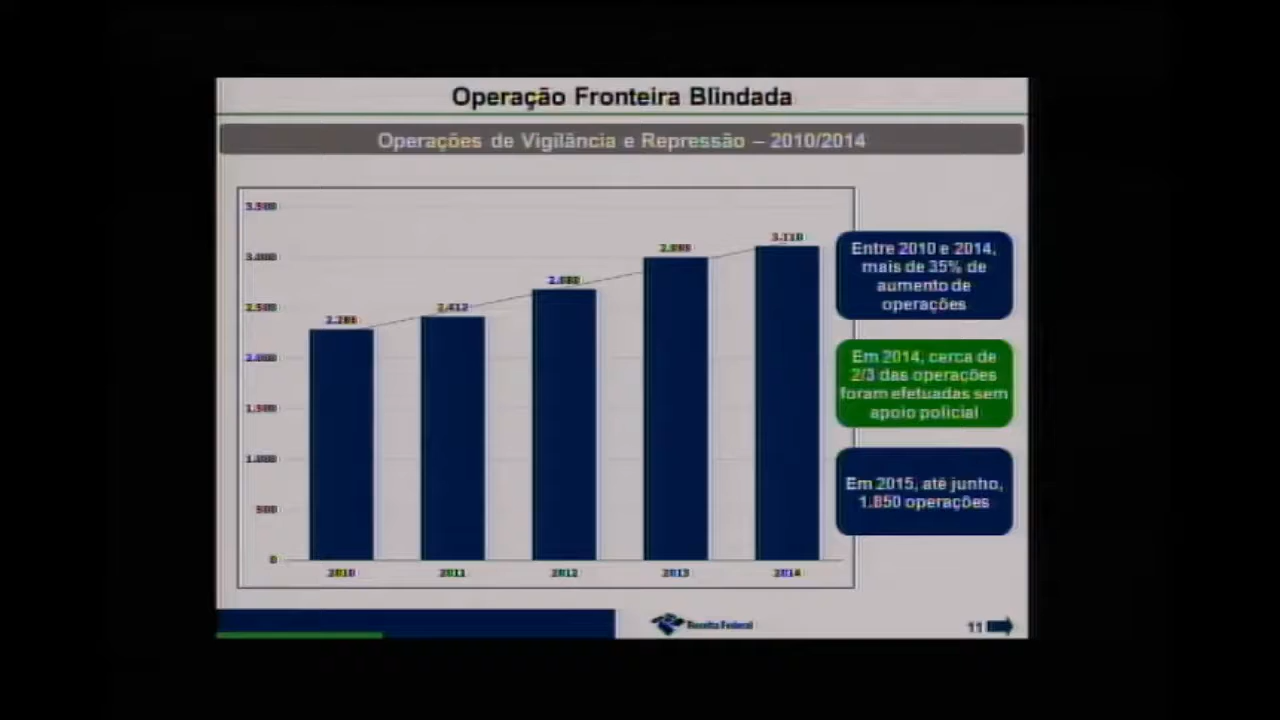 Operação Fronteira Blindada
Operações de Vigilância e Repressão – 2010/2014
3.500
3.000
2.500
2.000
1.500
1.000
500
0
2.412
3.110
2010
2011
2012
2013
2014
Entre 2010 e 2014,
mais de 35% de
aumento de
operações
Em 2014, cerca de
2/3 das operações
foram efetuadas sem
apoio policial
Em 2015, até junho,
1.850 operações
Receita Federal
11